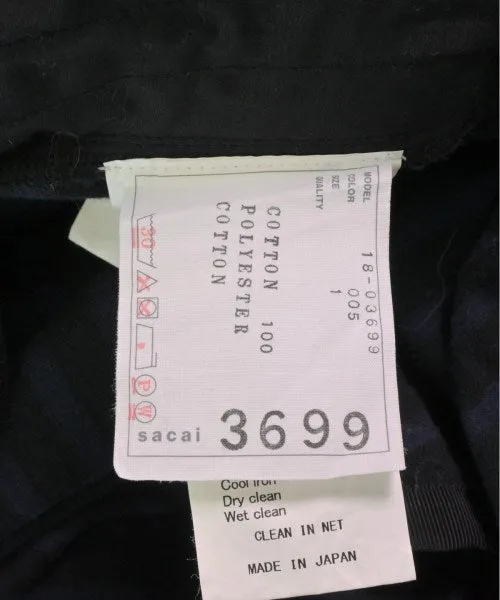 MODEL 18-03699
COLOR 005
SIZE 1
QUALITY
COTTON 100
POLYESTER
COTTON
30
P
W
sacai 3699
Cool iron
Dry clean
Wet clean
CLEAN IN NET
MADE IN JAPAN